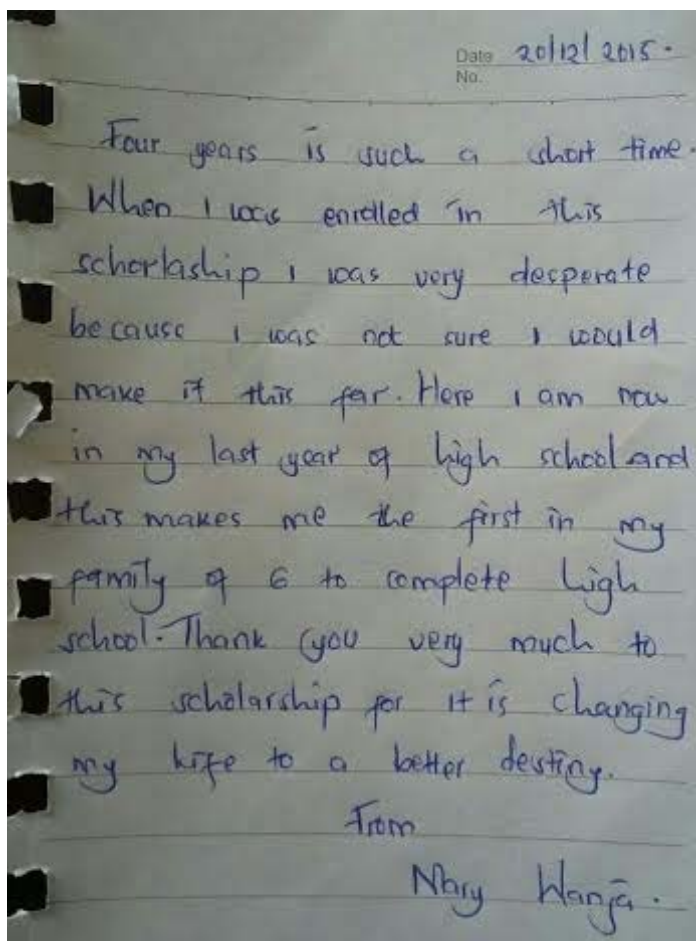 Date 20/12/2015.
No.
Four years is such a short time.
When I was enrolled in this
schorlaship I was very desperate
because I was not sure I would
make it this far. Here I am now
in my last year of high school and
this makes me the first in my
family of 6 to complete high
school. Thank you very much to
this scholarship for it is changing
my life to a better destiny.
From
Mary Wanja.